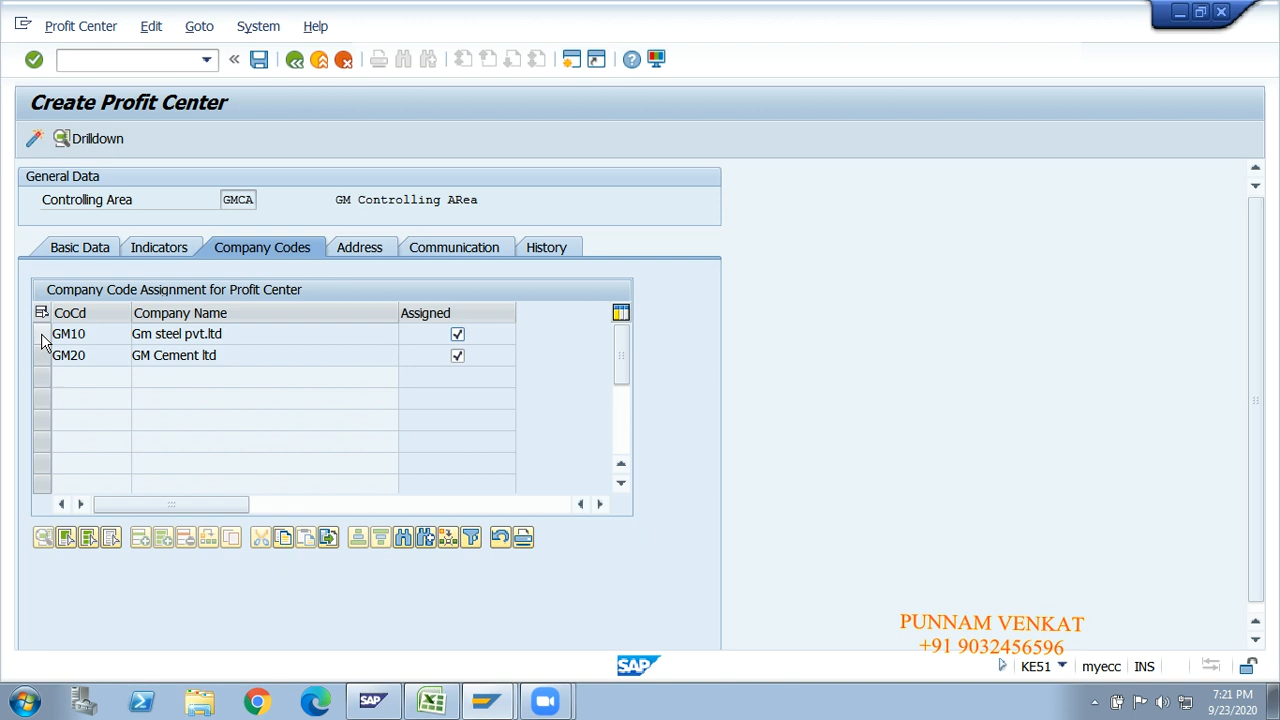 Profit Center Edit Goto System Help
Create Profit Center
Drilldown
General Data
Controlling Area GMCA GM Controlling ARea
Basic Data Indicators Company Codes Address Communication History
Company Code Assignment for Profit Center
CoCd Company Name Assigned
GM10 Gm steel pvt.ltd
GM20 GM Cement ltd
PUNNAM VENKAT
+91 9032456596
SAP KE51 myecc INS
SAP
7:21 PM
9/23/2020